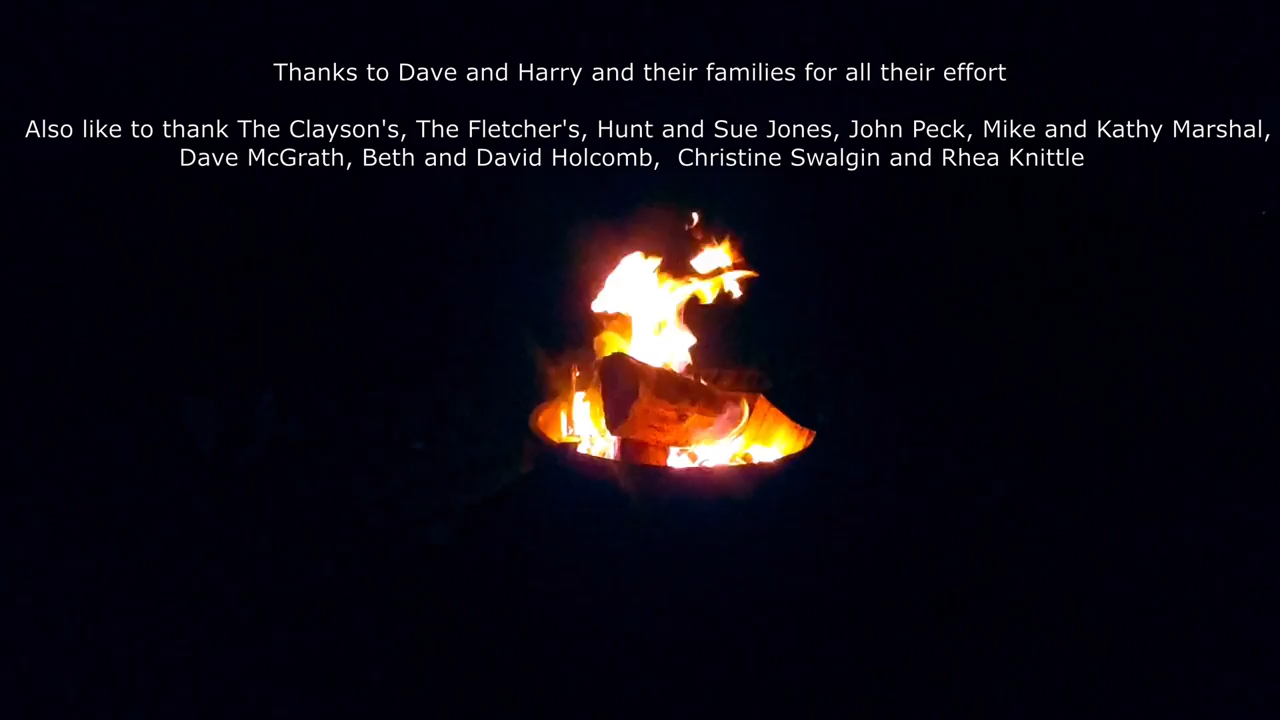 Thanks to Dave and Harry and their families for all their effort
Also like to thank The Clayson's, The Fletcher's, Hunt and Sue Jones, John Peck, Mike and Kathy Marshal,
Dave McGrath, Beth and David Holcomb,  Christine Swalgin and Rhea Knittle